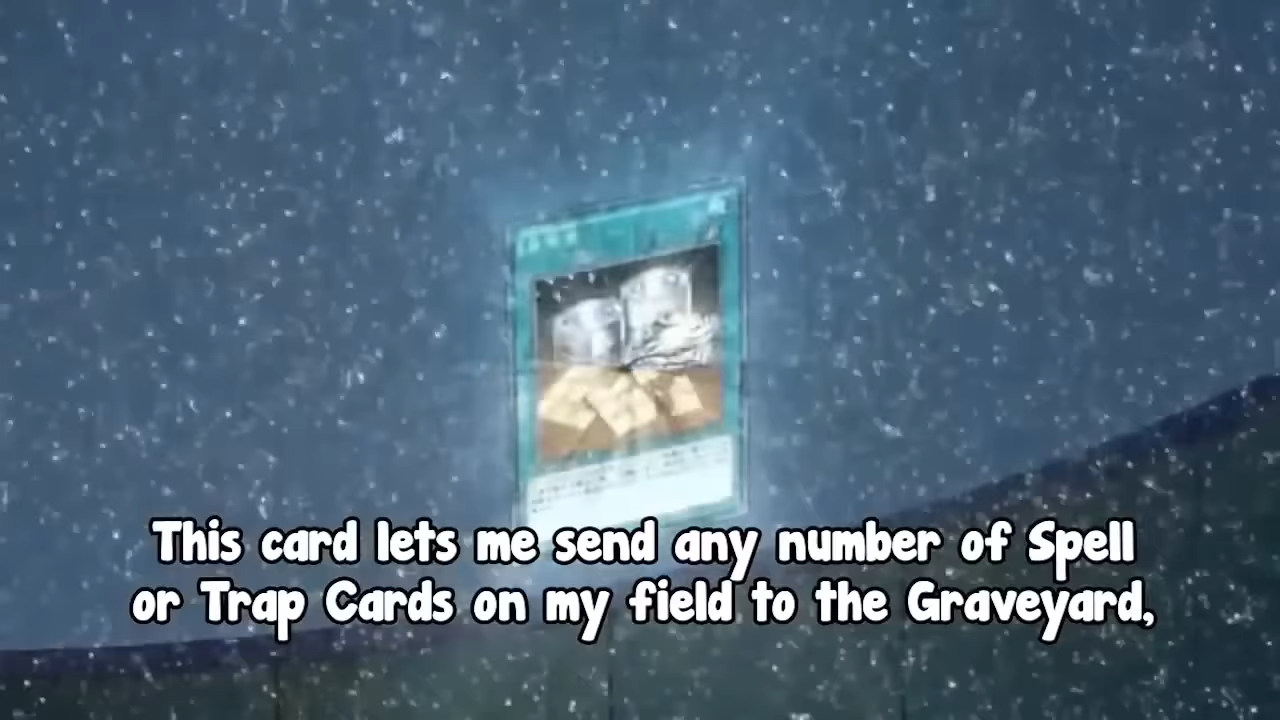 This card lets me send any number of Spell
or Trap Cards on my field to the Graveyard,